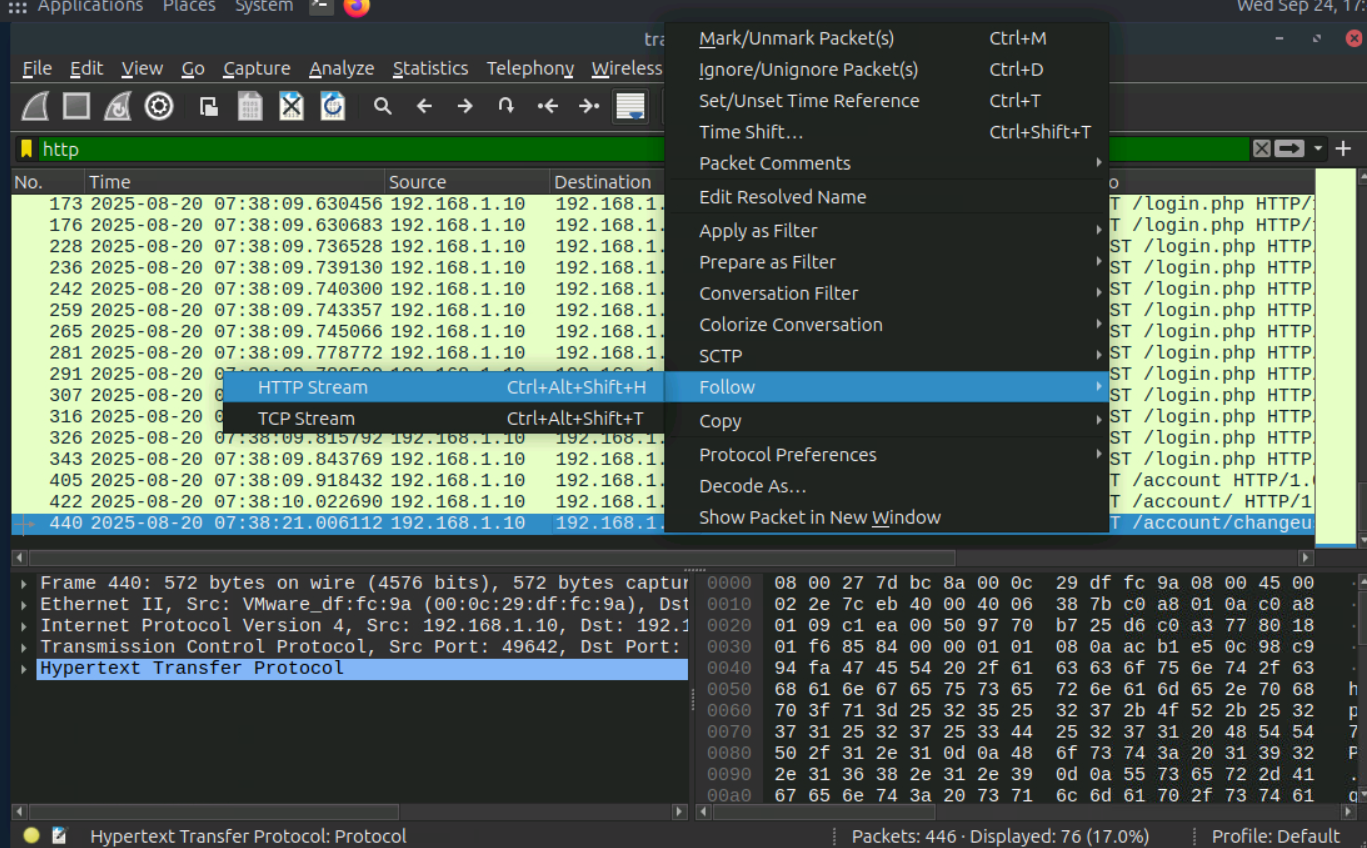 Applications Places System
Wed Sep 24, 17:
tra
File Edit View Go Capture Analyze Statistics Telephony Wireless
http
No. Time Source Destination o
173 2025-08-20 07:38:09.630456 192.168.1.10 192.168.1. T /login.php HTTP/1
176 2025-08-20 07:38:09.630683 192.168.1.10 192.168.1. T /login.php HTTP/1
228 2025-08-20 07:38:09.736528 192.168.1.10 192.168.1. ST /login.php HTTP
236 2025-08-20 07:38:09.739130 192.168.1.10 192.168.1. ST /login.php HTTP
242 2025-08-20 07:38:09.740300 192.168.1.10 192.168.1. ST /login.php HTTP
259 2025-08-20 07:38:09.743357 192.168.1.10 192.168.1. ST /login.php HTTP
265 2025-08-20 07:38:09.745066 192.168.1.10 192.168.1. ST /login.php HTTP
281 2025-08-20 07:38:09.778772 192.168.1.10 192.168.1. ST /login.php HTTP
291 2025-08-20 ST /login.php HTTP
307 2025-08-20 ST /login.php HTTP
316 2025-08-20 ST /login.php HTTP
326 2025-08-20 07:38:09.815792 192.168.1.10 192.168.1. ST /login.php HTTP
343 2025-08-20 07:38:09.843769 192.168.1.10 192.168.1. ST /login.php HTTP
405 2025-08-20 07:38:09.918432 192.168.1.10 192.168.1. T /account HTTP/1.
422 2025-08-20 07:38:10.022690 192.168.1.10 192.168.1. T /account/ HTTP/1
440 2025-08-20 07:38:21.006112 192.168.1.10 192.168.1. T /account/changeu
Mark/Unmark Packet(s) Ctrl+M
Ignore/Unignore Packet(s) Ctrl+D
Set/Unset Time Reference Ctrl+T
Time Shift… Ctrl+Shift+T
Packet Comments
Edit Resolved Name
Apply as Filter
Prepare as Filter
Conversation Filter
Colorize Conversation
SCTP
Follow
Copy
Protocol Preferences
Decode As…
Show Packet in New Window
HTTP Stream Ctrl+Alt+Shift+H
TCP Stream Ctrl+Alt+Shift+T
Frame 440: 572 bytes on wire (4576 bits), 572 bytes captur
Ethernet II, Src: VMware_df:fc:9a (00:0c:29:df:fc:9a), Dst
Internet Protocol Version 4, Src: 192.168.1.10, Dst: 192.1
Transmission Control Protocol, Src Port: 49642, Dst Port:
Hypertext Transfer Protocol
0000 08 00 27 7d bc 8a 00 0c 29 df fc 9a 08 00 45 00
0010 02 2e 7c eb 40 00 40 06 38 7b c0 a8 01 0a c0 a8
0020 01 09 c1 ea 00 50 97 70 b7 25 d6 c0 a3 77 80 18
0030 01 f6 85 84 00 00 01 01 08 0a ac b1 e5 0c 98 c9
0040 94 fa 47 45 54 20 2f 61 63 63 6f 75 6e 74 2f 63
0050 68 61 6e 67 65 75 73 65 72 6e 61 6d 65 2e 70 68 h
0060 70 3f 71 3d 25 32 35 25 32 37 2b 4f 52 2b 25 32 p
0070 37 31 25 32 37 25 33 44 25 32 37 31 20 48 54 54 7
0080 50 2f 31 2e 31 0d 0a 48 6f 73 74 3a 20 31 39 32 P
0090 2e 31 36 38 2e 31 2e 39 0d 0a 55 73 65 72 2d 41 .
00a0 67 65 6e 74 3a 20 73 71 6c 6d 61 70 2f 73 74 61 g
Hypertext Transfer Protocol: Protocol
Packets: 446 · Displayed: 76 (17.0%)
Profile: Default